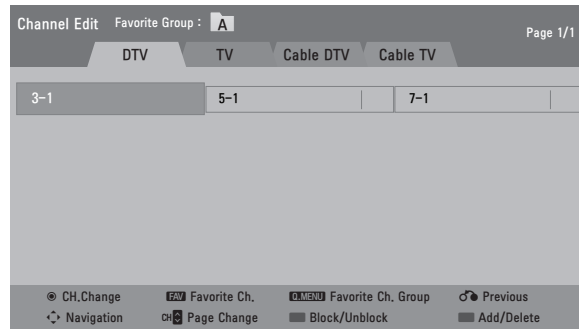 Channel Edit Favorite Group : A
Page 1/1
DTV TV Cable DTV Cable TV
3-1 5-1 7-1
CH.Change FAV Favorite Ch. Q.MENU Favorite Ch. Group Previous
Navigation CH Page Change Block/Unblock Add/Delete